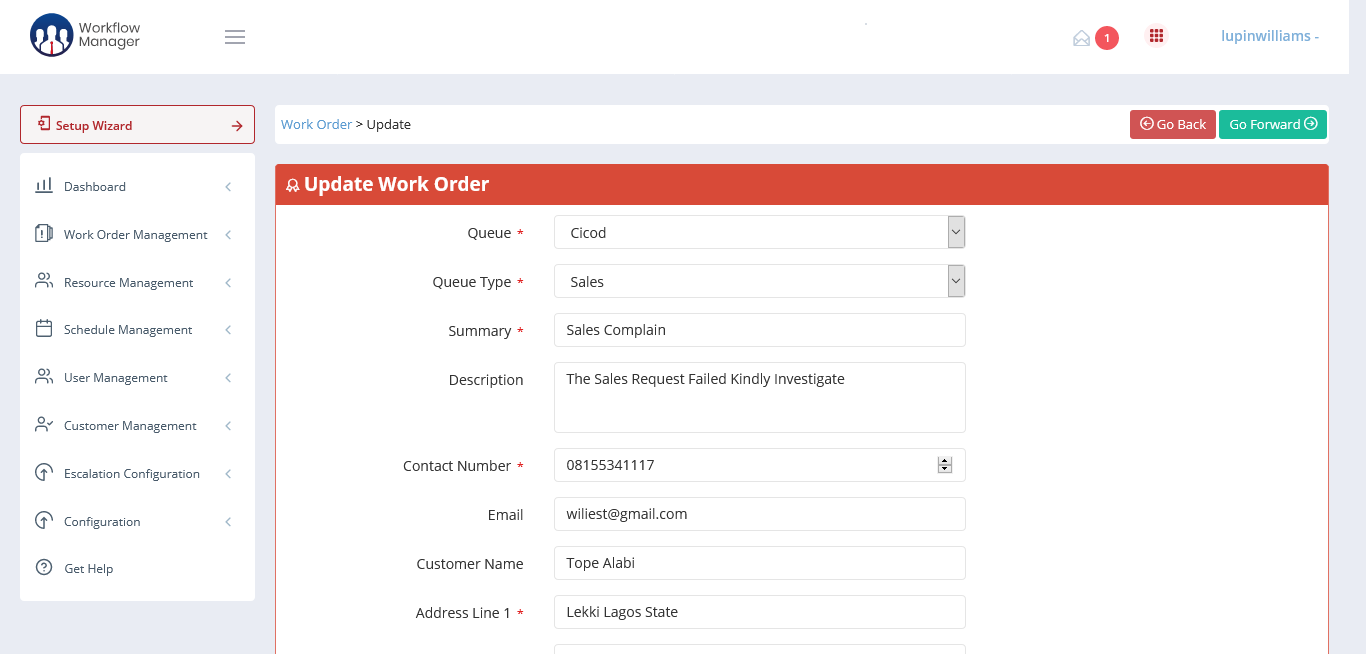 Workflow
Manager
1
lupinwilliams -
Setup Wizard
Work Order > Update
Go Back
Go Forward
Dashboard
Work Order Management
Resource Management
Schedule Management
User Management
Customer Management
Escalation Configuration
Configuration
Get Help
Update Work Order
Queue * Cicod
Queue Type * Sales
Summary * Sales Complain
Description The Sales Request Failed Kindly Investigate
Contact Number * 08155341117
Email wiliest@gmail.com
Customer Name Tope Alabi
Address Line 1 * Lekki Lagos State